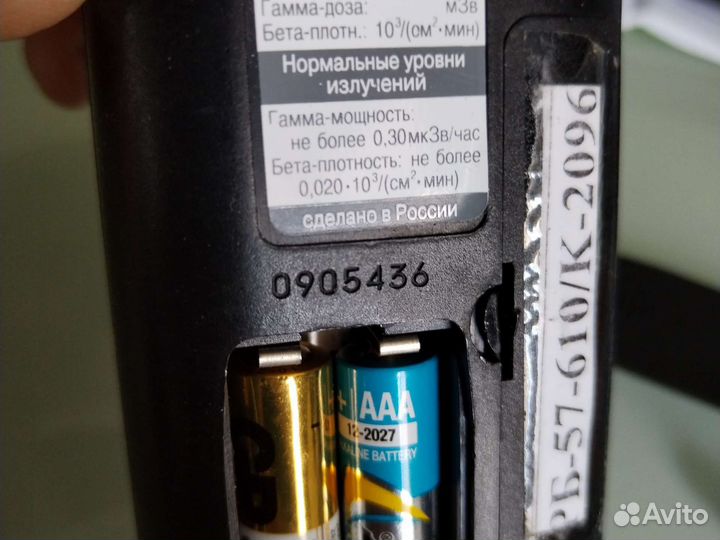 Гамма-доза: мЗв
Бета-плотн.: 10³/(см²·мин)
Нормальные уровни
излучений
Гамма-мощность:
не более 0,30мкЗв/час
Бета-плотность: не более
0,020·10³/(см²·мин)
сделано в России
0905436
РБ-57-610/К-2096
++ AAA
12-2027
ALKALINE BATTERY
GP
Avito